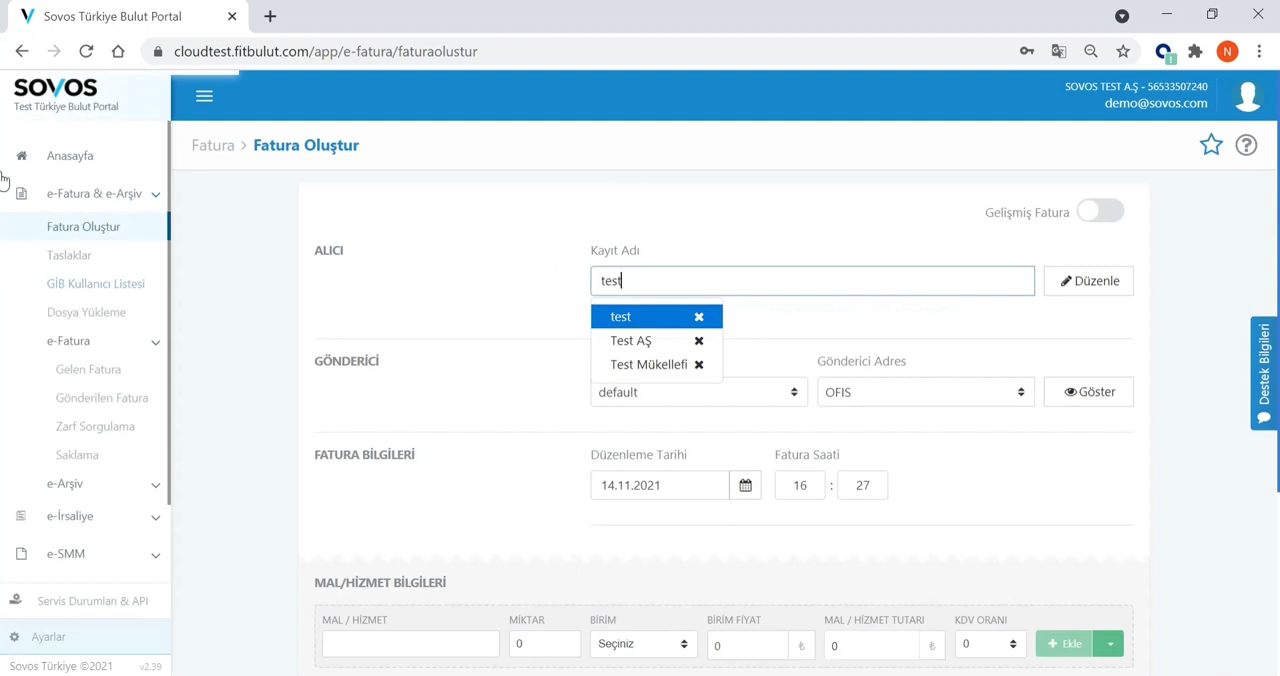 Sovos Türkiye Bulut Portal
cloudtest.fitbulut.com/app/e-fatura/faturaolustur
N
SOVOS
Test Türkiye Bulut Portal
SOVOS TEST A.Ş - 56533507240
demo@sovos.com
Fatura > Fatura Oluştur
Anasayfa
e-Fatura & e-Arşiv
Fatura Oluştur
Taslaklar
GİB Kullanıcı Listesi
Dosya Yükleme
e-Fatura
Gelen Fatura
Gönderilen Fatura
Zarf Sorgulama
Saklama
e-Arşiv
e-İrsaliye
e-SMM
Servis Durumları & API
Ayarlar
Sovos Türkiye ©2021 v2.39
Gelişmiş Fatura
ALICI
Kayıt Adı
test
Düzenle
test
Test AŞ
Test Mükellefi
GÖNDERİCİ
Gönderici Adres
default
OFIS
Göster
FATURA BİLGİLERİ
Düzenleme Tarihi
Fatura Saati
14.11.2021
16 : 27
MAL/HİZMET BİLGİLERİ
MAL / HİZMET MİKTAR BİRİM BİRİM FİYAT MAL / HİZMET TUTARI KDV ORANI
0 Seçiniz 0 ₺ 0 ₺ 0 + Ekle
Destek Bilgileri